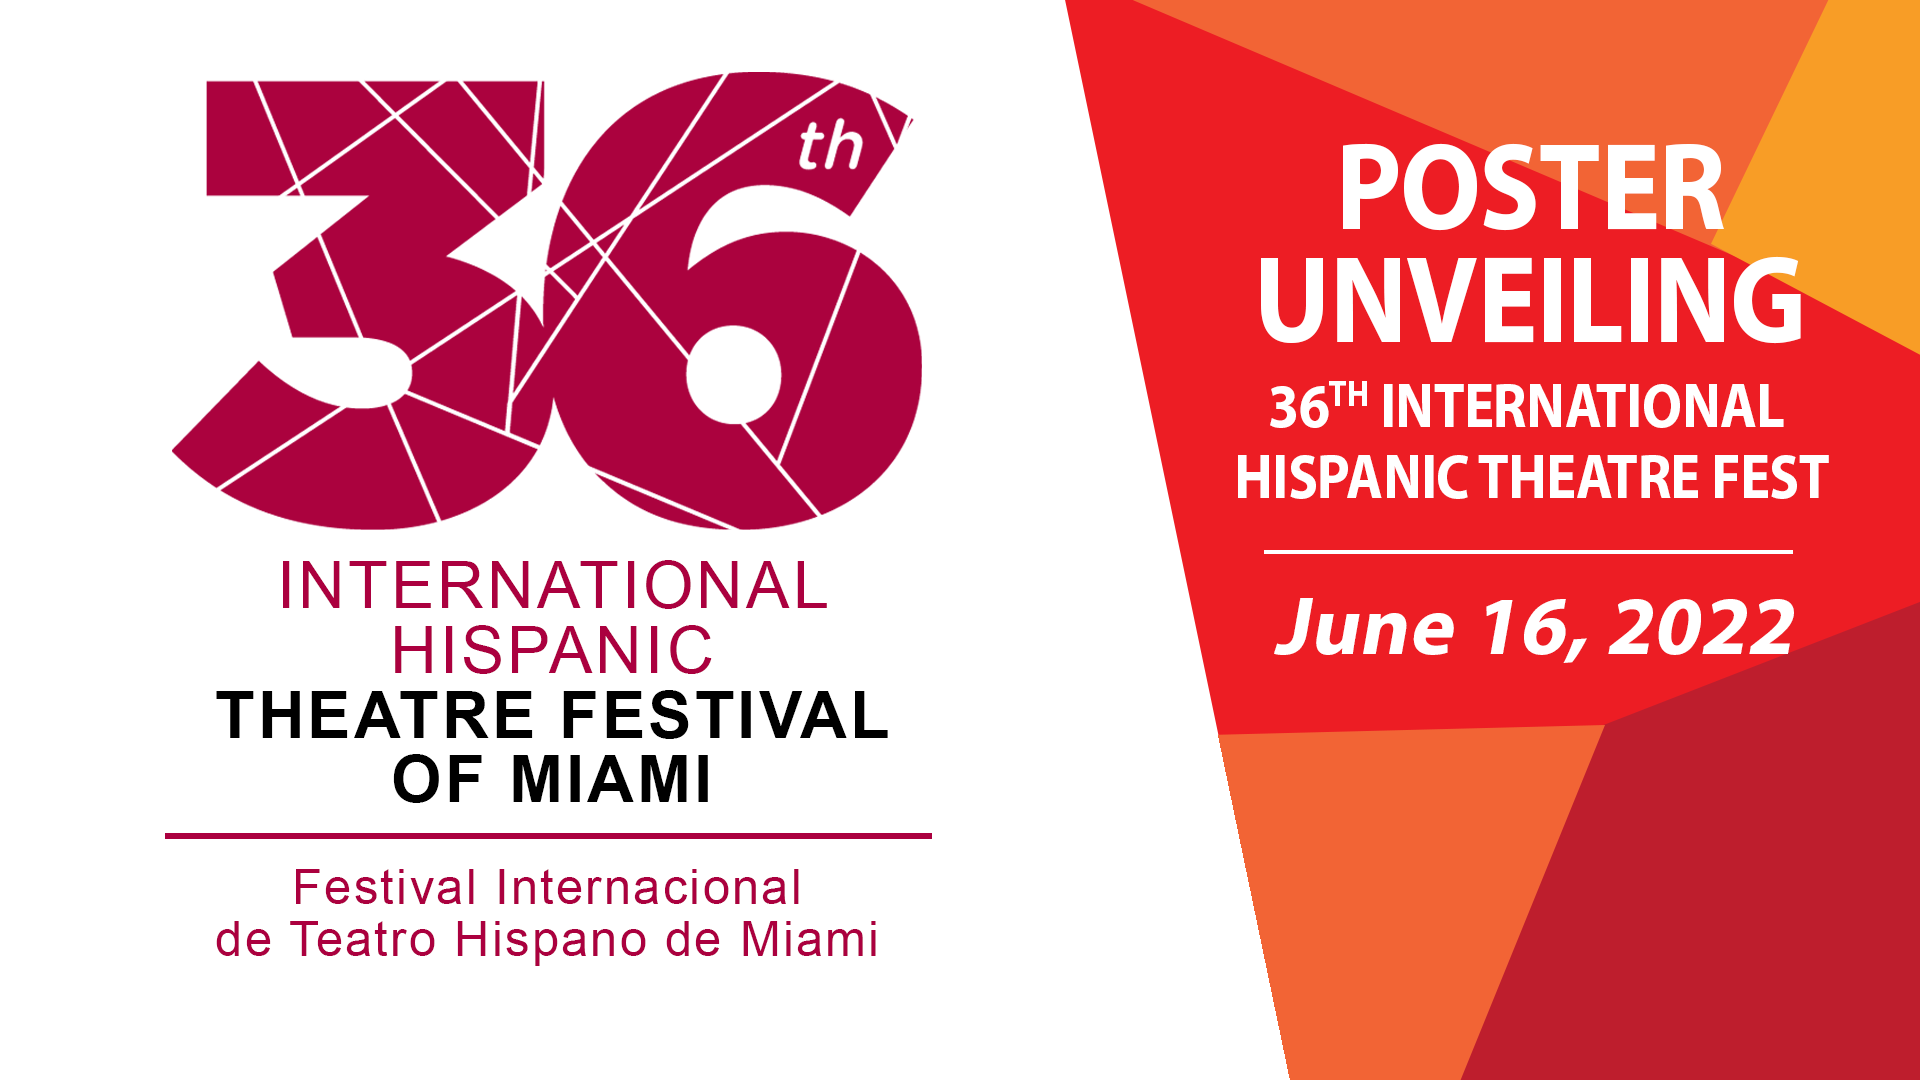 36th
INTERNATIONAL
HISPANIC
THEATRE FESTIVAL
OF MIAMI
Festival Internacional
de Teatro Hispano de Miami
POSTER
UNVEILING
36TH INTERNATIONAL
HISPANIC THEATRE FEST
June 16, 2022